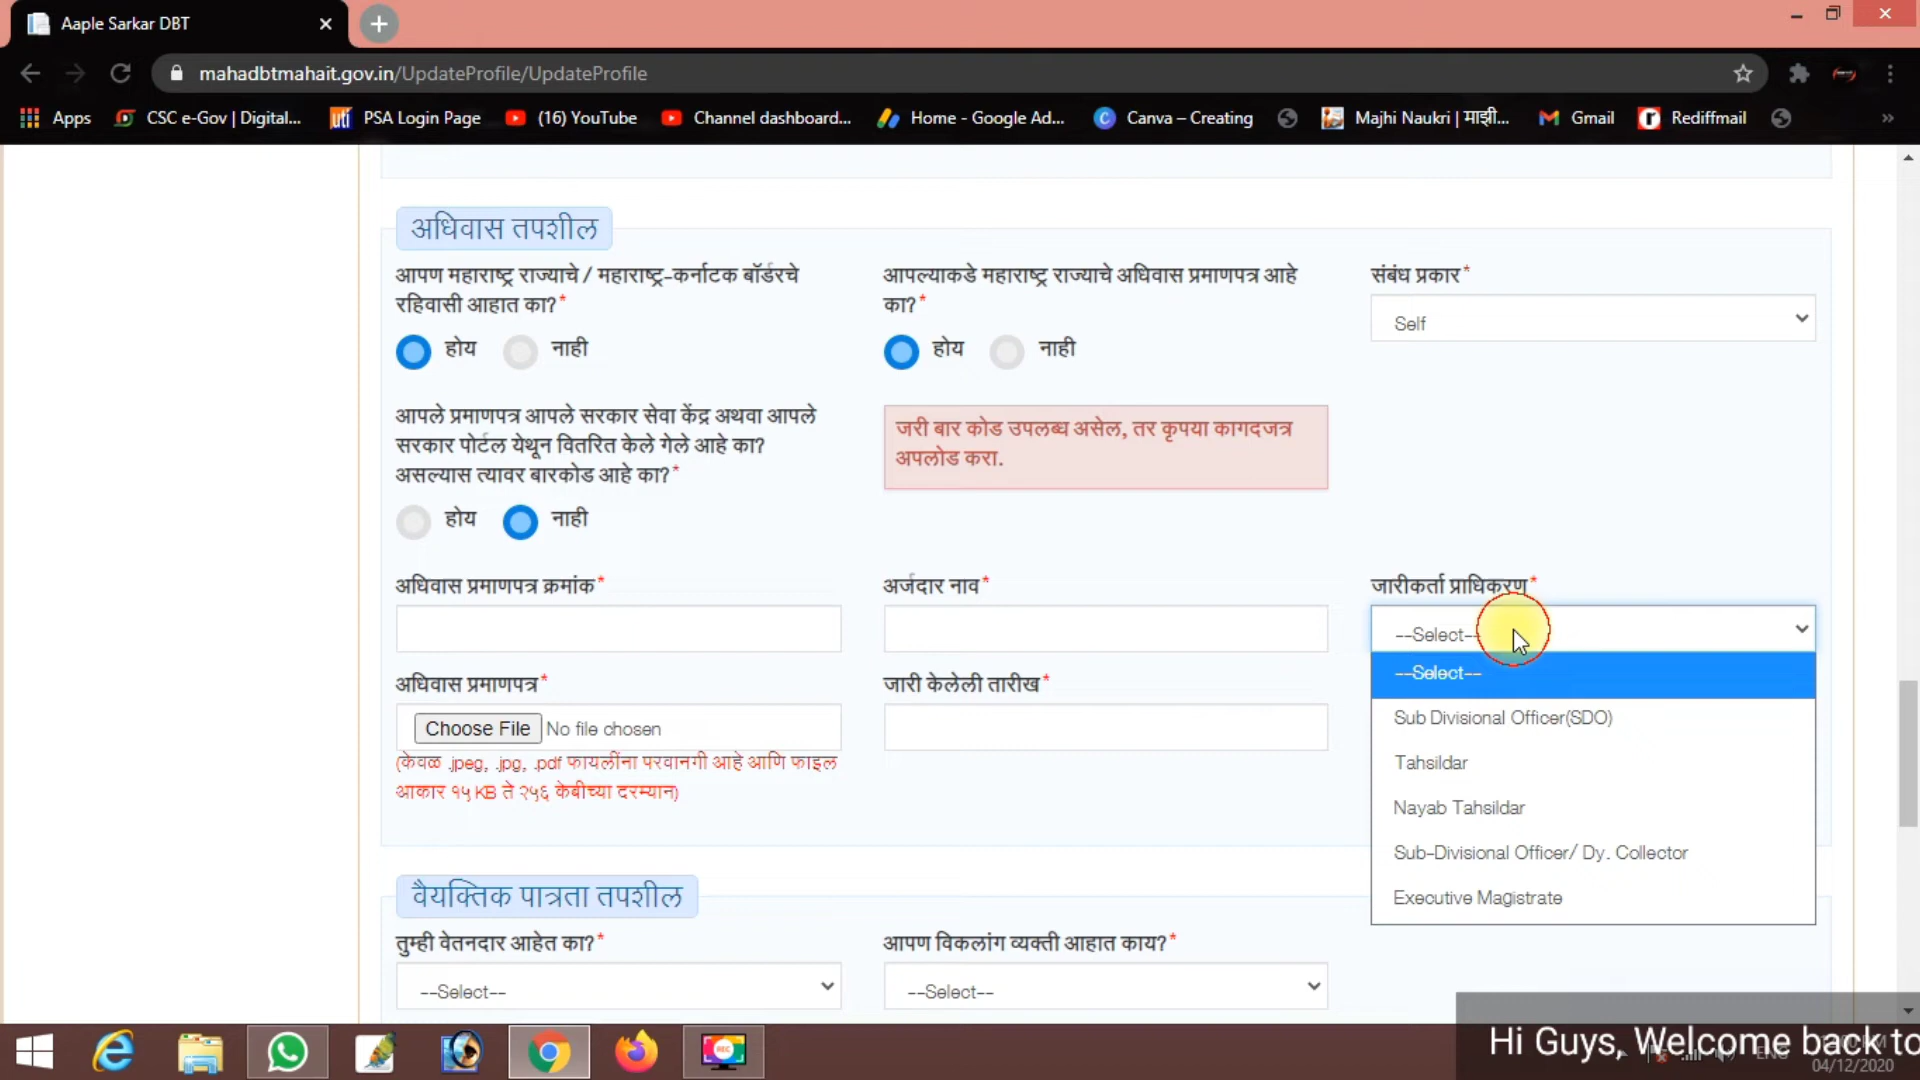 Aaple Sarkar DBT
mahadbtmahait.gov.in/UpdateProfile/UpdateProfile
Apps CSC e-Gov | Digital... uti PSA Login Page (16) YouTube Channel dashboard... Home - Google Ad... Canva – Creating Majhi Naukri | माझी... Gmail Rediffmail »
अधिवास तपशील
आपण महाराष्ट्र राज्याचे / महाराष्ट्र-कर्नाटक बॉर्डरचे
रहिवासी आहात का?*
होय नाही
आपल्याकडे महाराष्ट्र राज्याचे अधिवास प्रमाणपत्र आहे
का?*
होय नाही
संबंध प्रकार*
Self
आपले प्रमाणपत्र आपले सरकार सेवा केंद्र अथवा आपले
सरकार पोर्टल येथून वितरित केले गेले आहे का?
असल्यास त्यावर बारकोड आहे का?*
होय नाही
जरी बार कोड उपलब्ध असेल, तर कृपया कागदजत्र
अपलोड करा.
अधिवास प्रमाणपत्र क्रमांक*
अर्जदार नाव*
जारीकर्ता प्राधिकरण*
--Select--
--Select--
Sub Divisional Officer(SDO)
Tahsildar
Nayab Tahsildar
Sub-Divisional Officer/ Dy. Collector
Executive Magistrate
अधिवास प्रमाणपत्र*
Choose File No file chosen
(केवळ .jpeg, .jpg, .pdf फायलींना परवानगी आहे आणि फाइल
आकार १५ KB ते २५६ केबीच्या दरम्यान)
जारी केलेली तारीख*
वैयक्तिक पात्रता तपशील
तुम्ही वेतनदार आहेत का?*
--Select--
आपण विकलांग व्यक्ती आहात काय?*
--Select--
Hi Guys, Welcome back to
ENG
04/12/2020